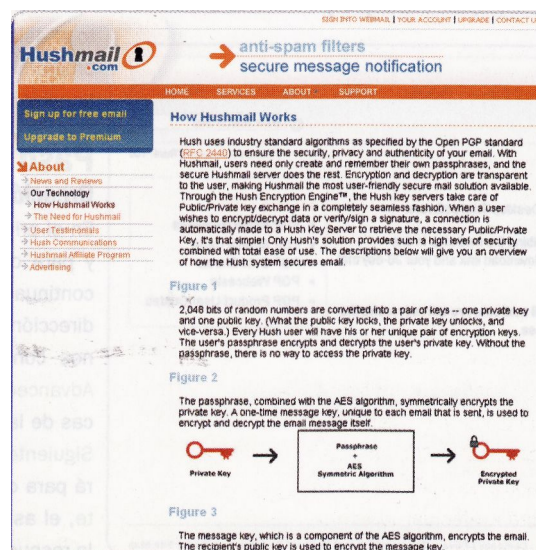 SIGN INTO WEBMAIL | YOUR ACCOUNT | UPGRADE | CONTACT U
Hushmail
.com
anti-spam filters
secure message notification
HOME SERVICES ABOUT SUPPORT
Sign up for free email
Upgrade to Premium
About
News and Reviews
Our Technology
How Hushmail Works
The Need for Hushmail
User Testimonials
Hush Communications
Hushmail Affiliate Program
Advertising
How Hushmail Works
Hush uses industry standard algorithms as specified by the Open PGP standard
(RFC 2440) to ensure the security, privacy and authenticity of your email. With
Hushmail, users need only create and remember their own passphrases, and the
secure Hushmail server does the rest. Encryption and decryption are transparent
to the user, making Hushmail the most user-friendly secure mail solution available.
Through the Hush Encryption Engine™, the Hush key servers take care of
Public/Private key exchange in a completely seamless fashion. When a user
wishes to encrypt/decrypt data or verify/sign a signature, a connection is
automatically made to a Hush Key Server to retrieve the necessary Public/Private
Key. It's that simple! Only Hush's solution provides such a high level of security
combined with total ease of use. The descriptions below will give you an overview
of how the Hush system secures email.
Figure 1
2,048 bits of random numbers are converted into a pair of keys -- one private key
and one public key. (What the public key locks, the private key unlocks, and
vice-versa.) Every Hush user will have his or her unique pair of encryption keys.
The user's passphrase encrypts and decrypts the user's private key. Without the
passphrase, there is no way to access the private key.
Figure 2
The passphrase, combined with the AES algorithm, symmetrically encrypts the
private key. A one-time message key, unique to each email that is sent, is used to
encrypt and decrypt the email message itself.
Private Key
Passphrase
+
AES
Symmetric Algorithm
Encrypted
Private Key
Figure 3
The message key, which is a component of the AES algorithm, encrypts the email.
The recipient's public key is used to encrypt the message key.